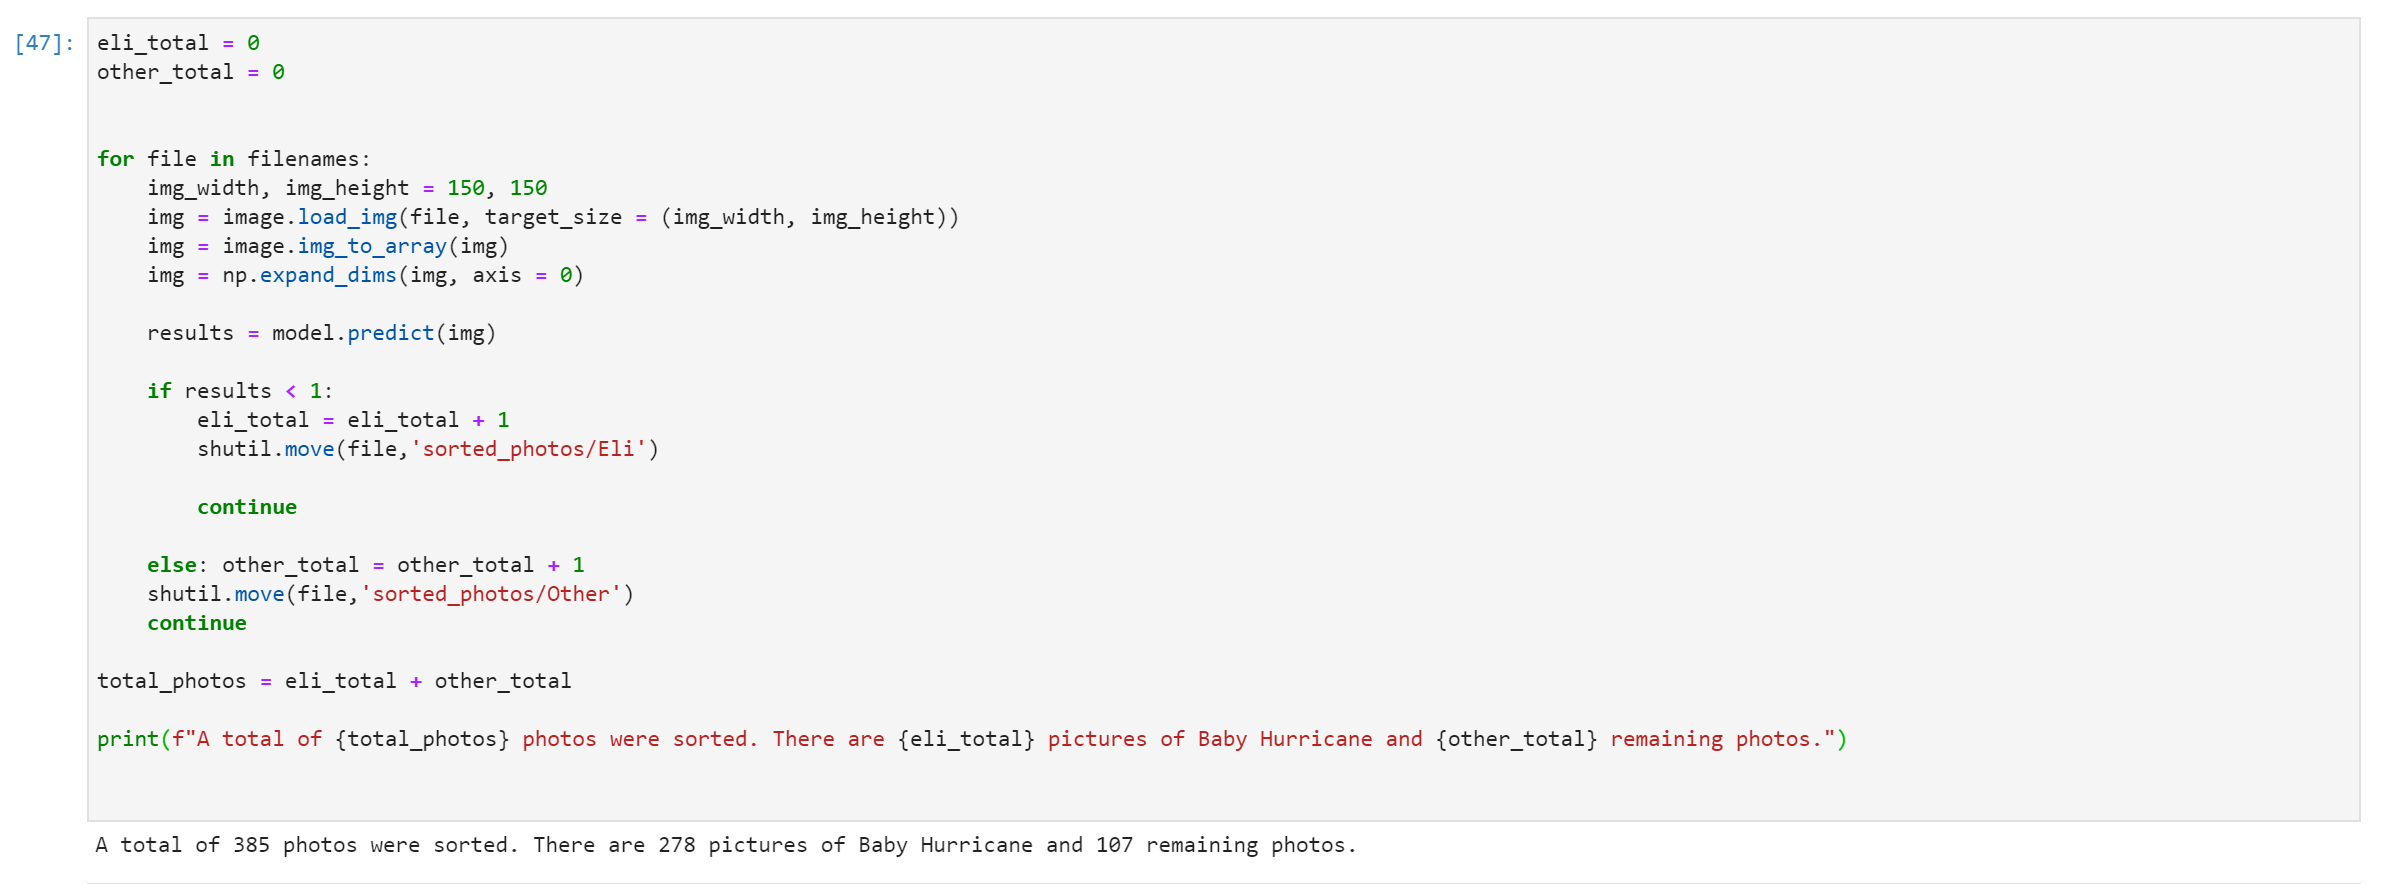 [47]:
eli_total = 0
other_total = 0
for file in filenames:
    img_width, img_height = 150, 150
    img = image.load_img(file, target_size = (img_width, img_height))
    img = image.img_to_array(img)
    img = np.expand_dims(img, axis = 0)
    results = model.predict(img)
    if results < 1:
        eli_total = eli_total + 1
        shutil.move(file,'sorted_photos/Eli')
        continue
    else: other_total = other_total + 1
    shutil.move(file,'sorted_photos/Other')
    continue
total_photos = eli_total + other_total
print(f"A total of {total_photos} photos were sorted. There are {eli_total} pictures of Baby Hurricane and {other_total} remaining photos.")
A total of 385 photos were sorted. There are 278 pictures of Baby Hurricane and 107 remaining photos.